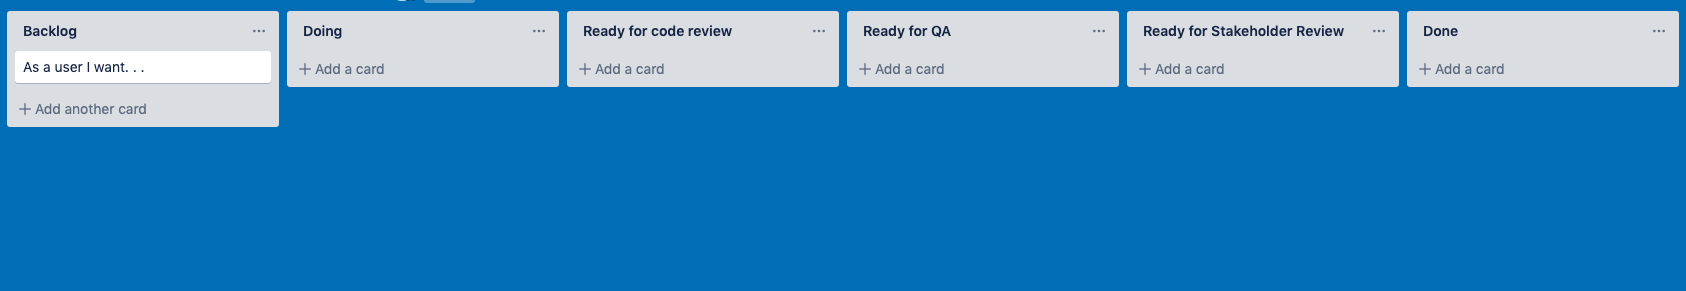 Backlog
As a user I want. . .
Add another card
Doing
Add a card
Ready for code review
Add a card
Ready for QA
Add a card
Ready for Stakeholder Review
Add a card
Done
Add a card